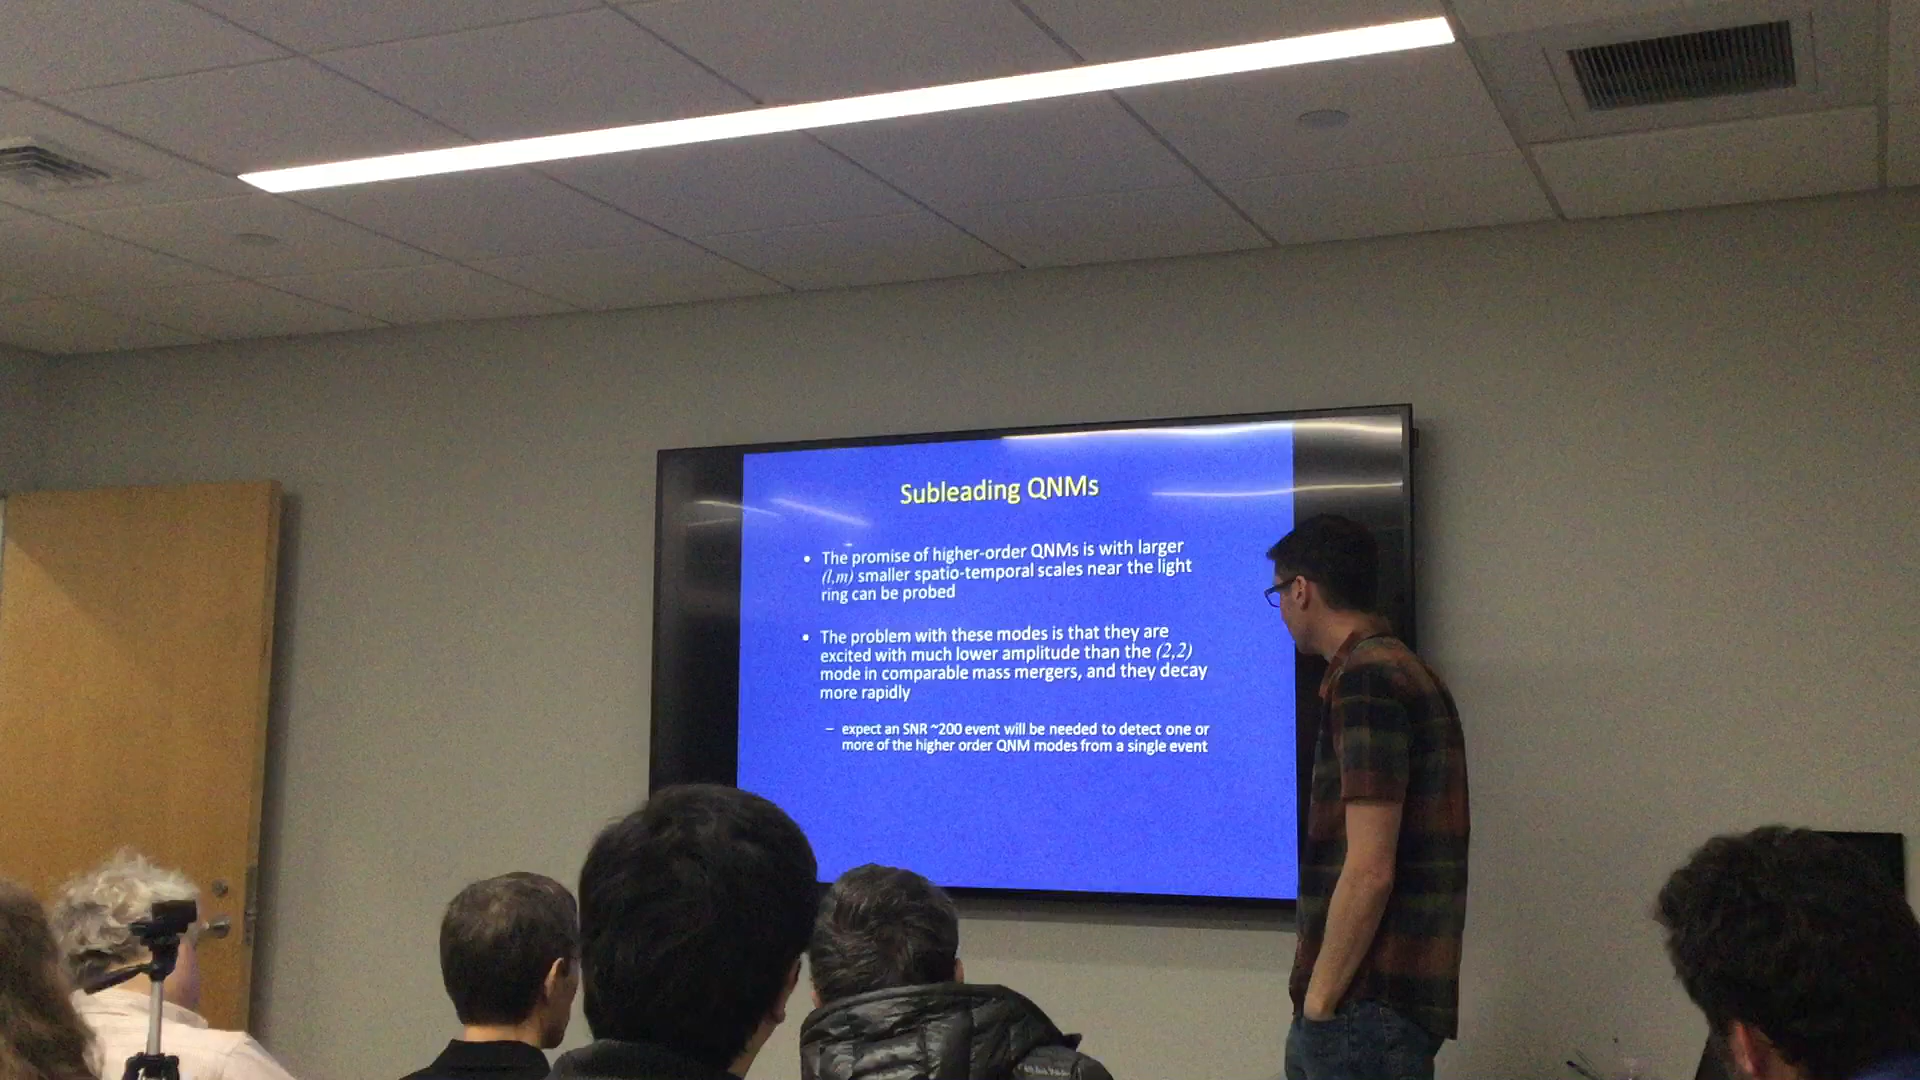 Subleading QNMs
• The promise of higher-order QNMs is with larger
(l,m) smaller spatio-temporal scales near the light
ring can be probed
• The problem with these modes is that they are
excited with much lower amplitude than the (2,2)
mode in comparable mass mergers, and they decay
more rapidly
– expect an SNR ~200 event will be needed to detect one or
more of the higher order QNM modes from a single event